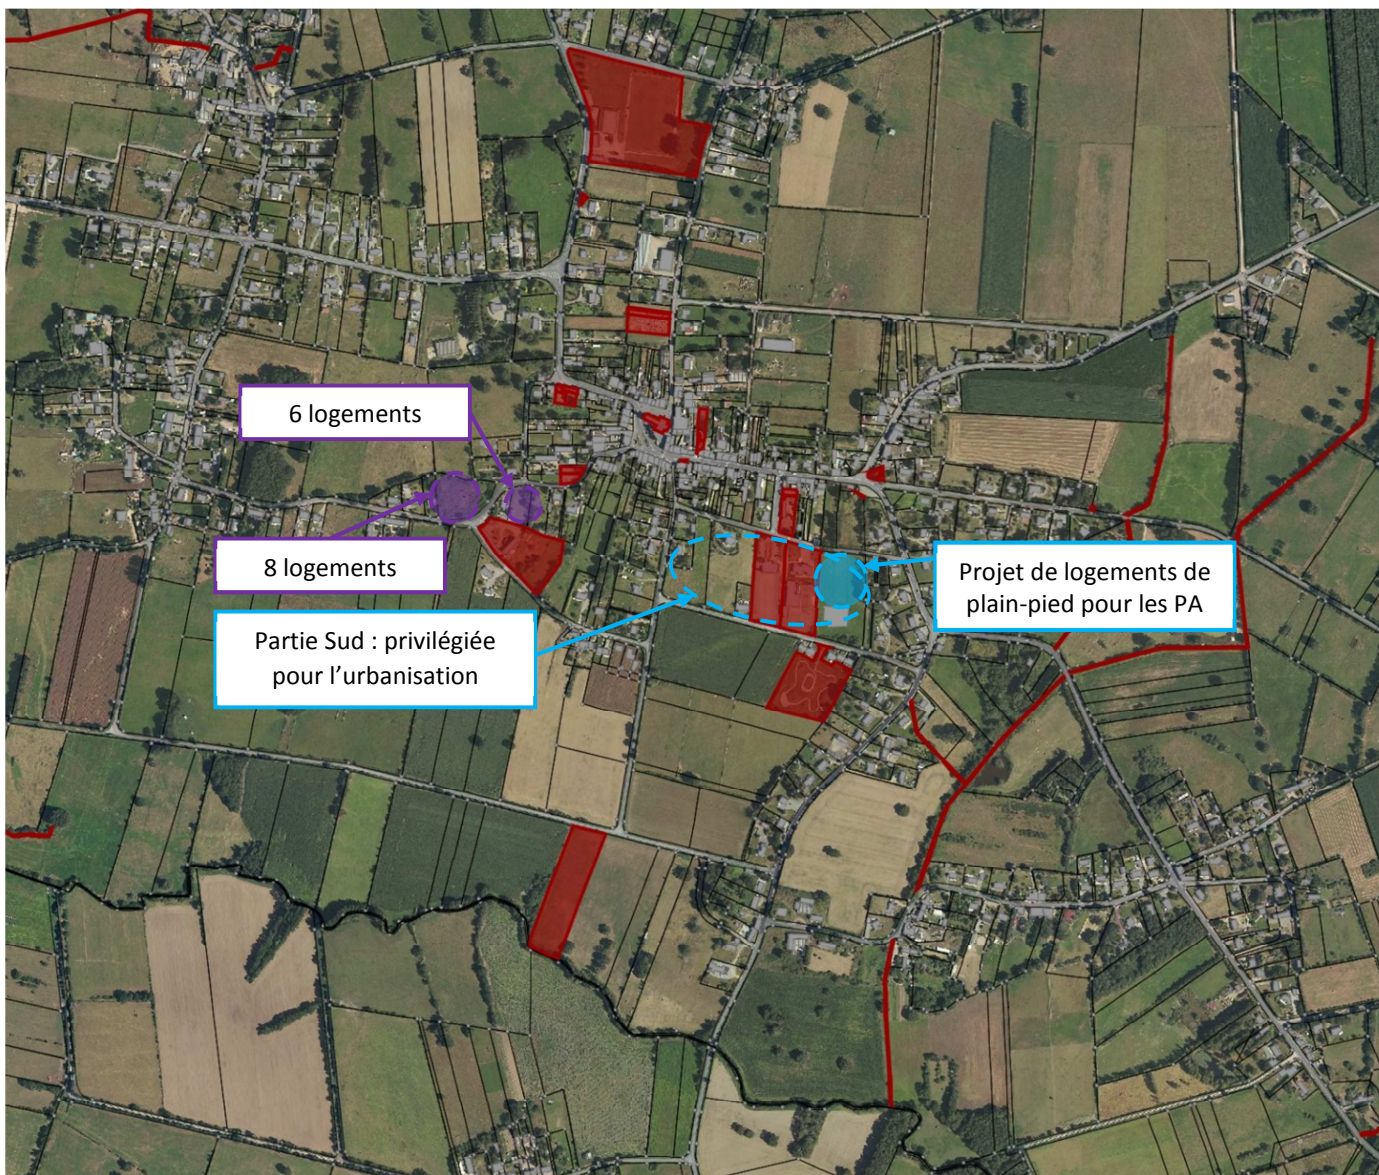 6 logements
8 logements
Projet de logements de
plain-pied pour les PA
Partie Sud : privilégiée
pour l’urbanisation